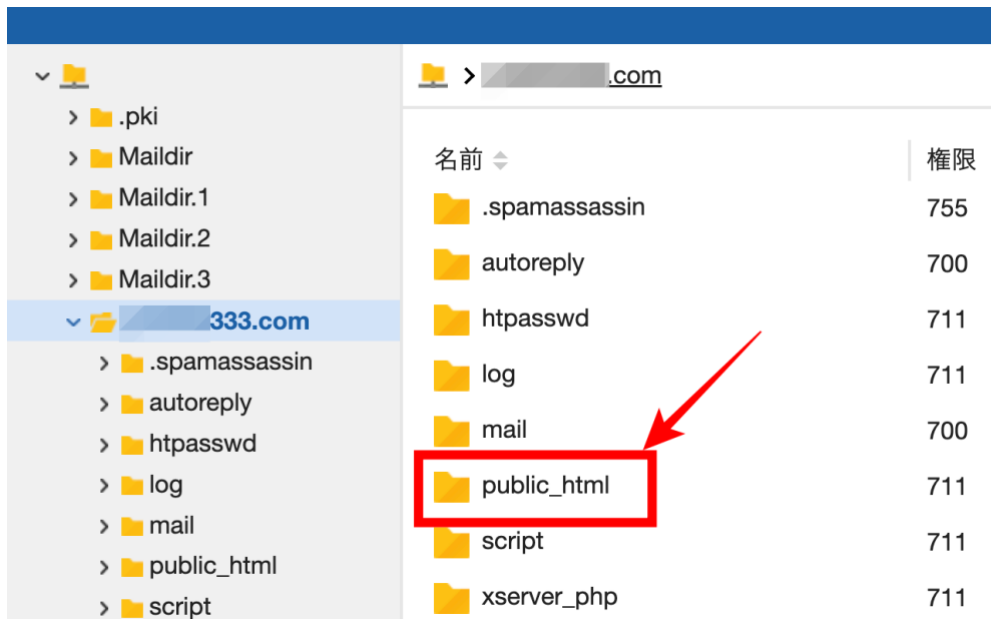 .pki
Maildir
Maildir.1
Maildir.2
Maildir.3
333.com
.spamassassin
autoreply
htpasswd
log
mail
public_html
script
.com
名前 権限
.spamassassin 755
autoreply 700
htpasswd 711
log 711
mail 700
public_html 711
script 711
xserver_php 711